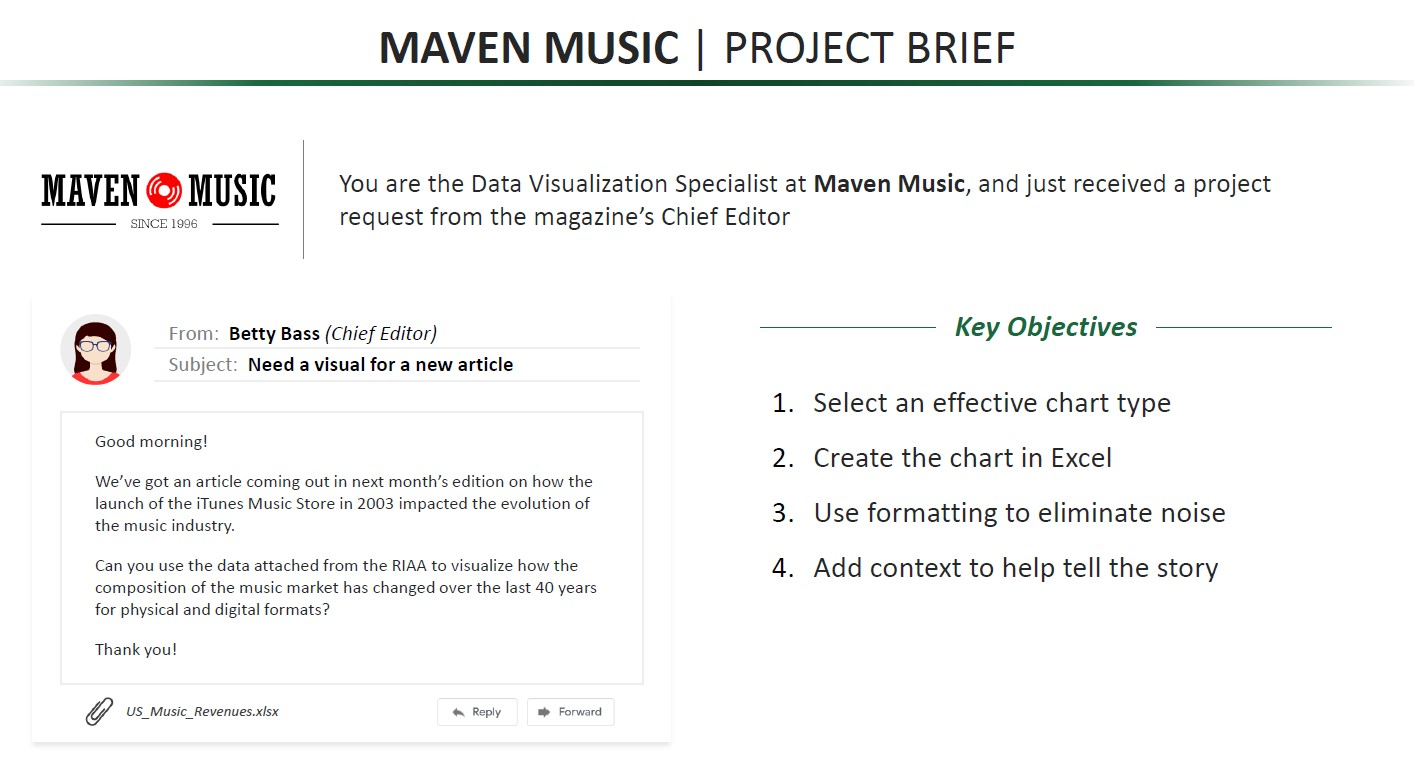 MAVEN MUSIC | PROJECT BRIEF
MAVEN MUSIC
SINCE 1996
You are the Data Visualization Specialist at Maven Music, and just received a project
request from the magazine’s Chief Editor
From: Betty Bass (Chief Editor)
Subject: Need a visual for a new article
Good morning!
We’ve got an article coming out in next month’s edition on how the
launch of the iTunes Music Store in 2003 impacted the evolution of
the music industry.
Can you use the data attached from the RIAA to visualize how the
composition of the music market has changed over the last 40 years
for physical and digital formats?
Thank you!
US_Music_Revenues.xlsx
Reply
Forward
Key Objectives
1. Select an effective chart type
2. Create the chart in Excel
3. Use formatting to eliminate noise
4. Add context to help tell the story